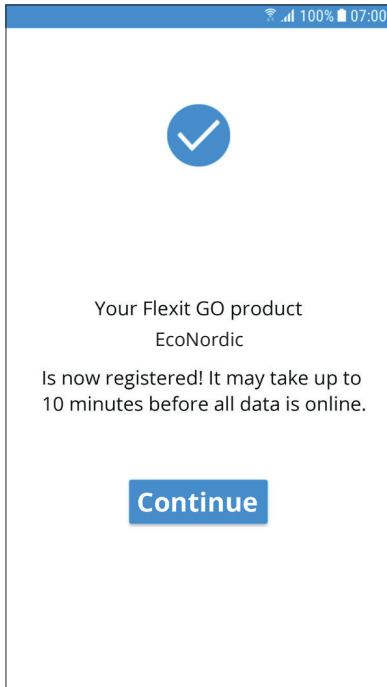 100% 07:00
Your Flexit GO product
EcoNordic
Is now registered! It may take up to
10 minutes before all data is online.
Continue